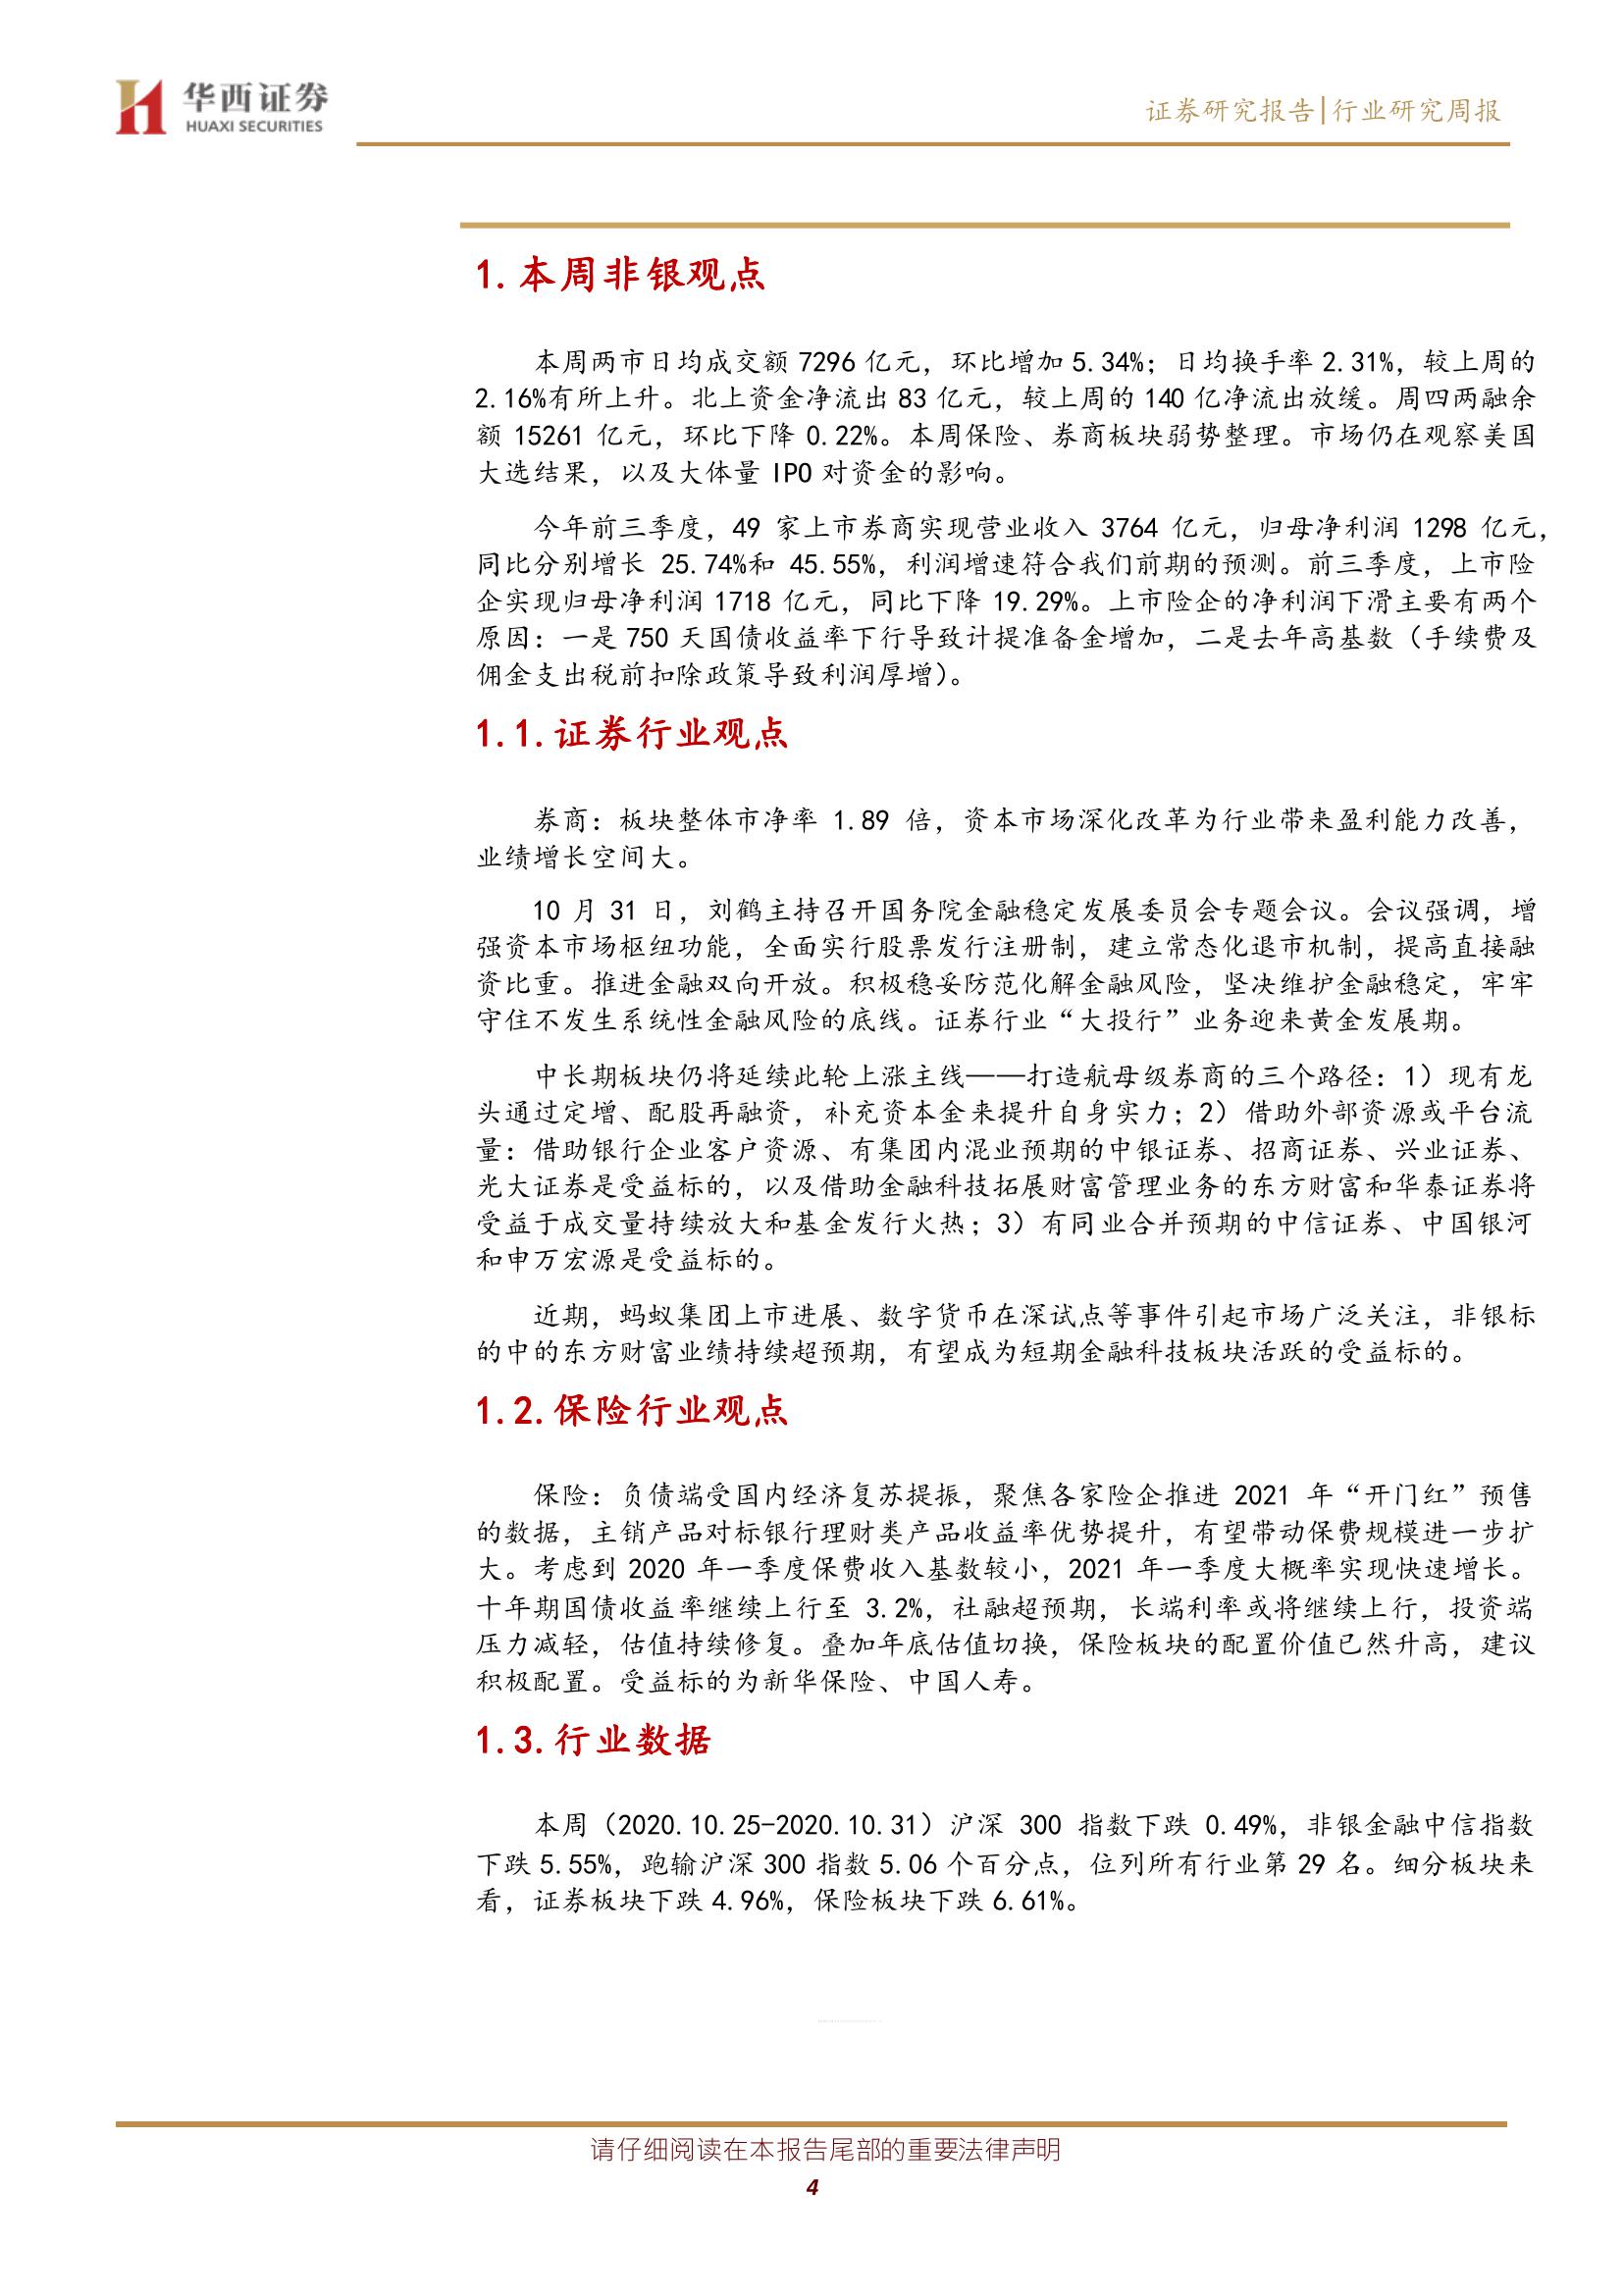 华西证券
HUAXI SECURITIES
证券研究报告|行业研究周报
1.本周非银观点
本周两市日均成交额 7296 亿元，环比增加 5.34%；日均换手率 2.31%，较上周的
2.16%有所上升。北上资金净流出 83 亿元，较上周的 140 亿净流出放缓。周四两融余
额 15261 亿元，环比下降 0.22%。本周保险、券商板块弱势整理。市场仍在观察美国
大选结果，以及大体量 IPO 对资金的影响。
今年前三季度，49 家上市券商实现营业收入 3764 亿元，归母净利润 1298 亿元，
同比分别增长 25.74%和 45.55%，利润增速符合我们前期的预测。前三季度，上市险
企实现归母净利润 1718 亿元，同比下降 19.29%。上市险企的净利润下滑主要有两个
原因：一是 750 天国债收益率下行导致计提准备金增加，二是去年高基数（手续费及
佣金支出税前扣除政策导致利润厚增）。
1.1.证券行业观点
券商：板块整体市净率 1.89 倍，资本市场深化改革为行业带来盈利能力改善，
业绩增长空间大。
10 月 31 日，刘鹤主持召开国务院金融稳定发展委员会专题会议。会议强调，增
强资本市场枢纽功能，全面实行股票发行注册制，建立常态化退市机制，提高直接融
资比重。推进金融双向开放。积极稳妥防范化解金融风险，坚决维护金融稳定，牢牢
守住不发生系统性金融风险的底线。证券行业“大投行”业务迎来黄金发展期。
中长期板块仍将延续此轮上涨主线——打造航母级券商的三个路径：1）现有龙
头通过定增、配股再融资，补充资本金来提升自身实力；2）借助外部资源或平台流
量：借助银行企业客户资源、有集团内混业预期的中银证券、招商证券、兴业证券、
光大证券是受益标的，以及借助金融科技拓展财富管理业务的东方财富和华泰证券将
受益于成交量持续放大和基金发行火热；3）有同业合并预期的中信证券、中国银河
和申万宏源是受益标的。
近期，蚂蚁集团上市进展、数字货币在深试点等事件引起市场广泛关注，非银标
的中的东方财富业绩持续超预期，有望成为短期金融科技板块活跃的受益标的。
1.2.保险行业观点
保险：负债端受国内经济复苏提振，聚焦各家险企推进 2021 年“开门红”预售
的数据，主销产品对标银行理财类产品收益率优势提升，有望带动保费规模进一步扩
大。考虑到 2020 年一季度保费收入基数较小，2021 年一季度大概率实现快速增长。
十年期国债收益率继续上行至 3.2%，社融超预期，长端利率或将继续上行，投资端
压力减轻，估值持续修复。叠加年底估值切换，保险板块的配置价值已然升高，建议
积极配置。受益标的为新华保险、中国人寿。
1.3.行业数据
本周（2020.10.25-2020.10.31）沪深 300 指数下跌 0.49%，非银金融中信指数
下跌 5.55%，跑输沪深 300 指数 5.06 个百分点，位列所有行业第 29 名。细分板块来
看，证券板块下跌 4.96%，保险板块下跌 6.61%。
请仔细阅读在本报告尾部的重要法律声明
4